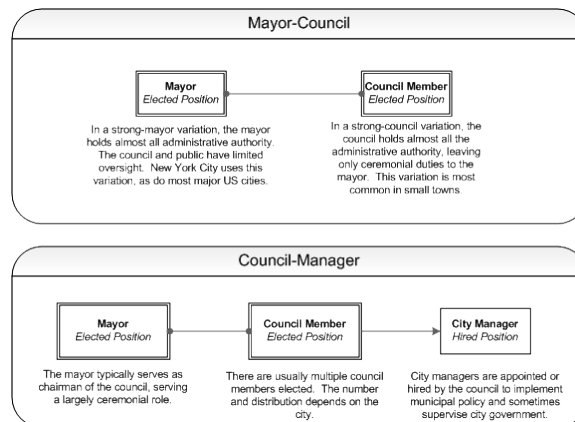 Mayor-Council
Mayor
Elected Position
Council Member
Elected Position
In a strong-mayor variation, the mayor
holds almost all administrative authority.
The council and public have limited
oversight. New York City uses this
variation, as do most major US cities.
In a strong-council variation, the
council holds almost all the
administrative authority, leaving
only ceremonial duties to the
mayor. This variation is most
common in small towns.
Council-Manager
Mayor
Elected Position
Council Member
Elected Position
City Manager
Hired Position
The mayor typically serves as
chairman of the council, serving
a largely ceremonial role.
There are usually multiple council
members elected. The number
and distribution depends on the
city.
City managers are appointed or
hired by the council to implement
municipal policy and sometimes
supervise city government.